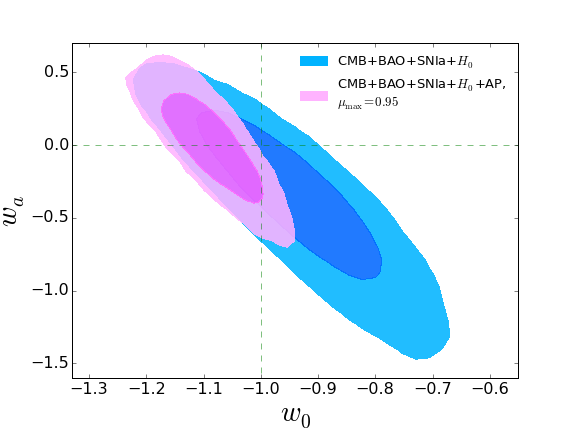 CMB+BAO+SNIa+H₀
CMB+BAO+SNIa+H₀+AP,
μmax=0.95
0.5
0.0
−0.5
−1.0
−1.5
wₐ
−1.3 −1.2 −1.1 −1.0 −0.9 −0.8 −0.7 −0.6
w₀